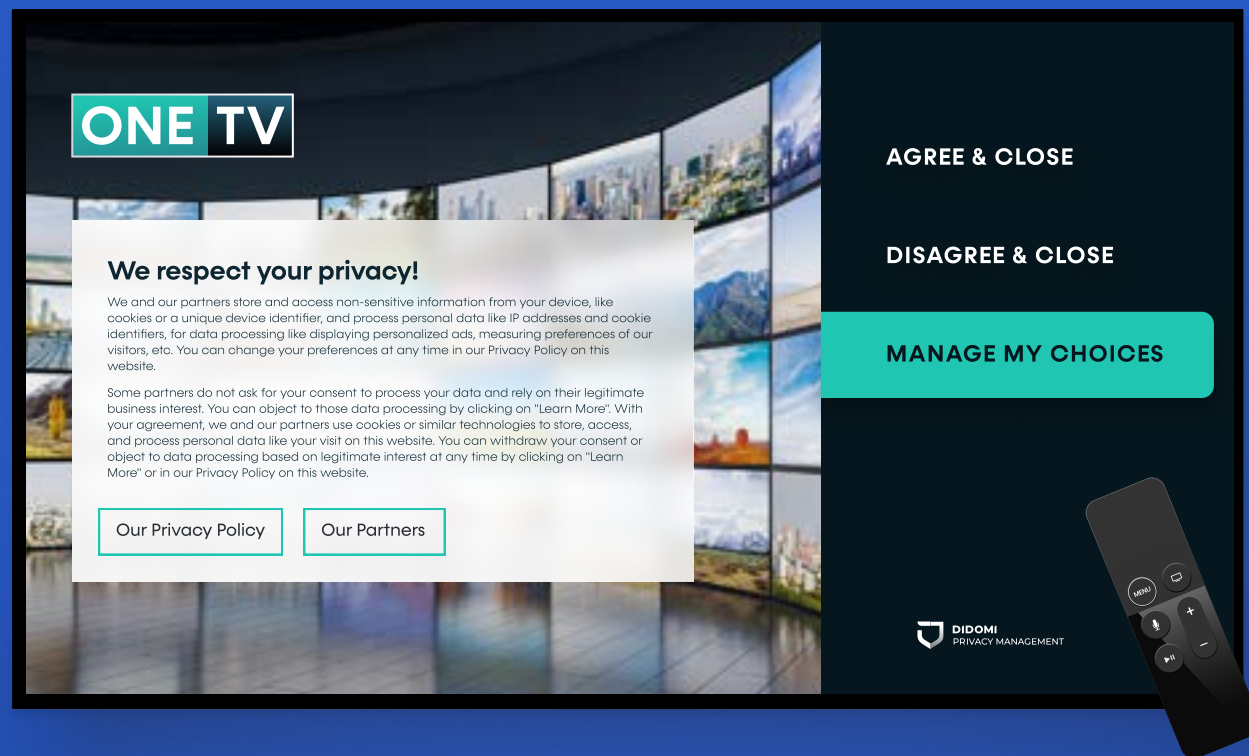 ONE TV
We respect your privacy!
We and our partners store and access non-sensitive information from your device, like
cookies or a unique device identifier, and process personal data like IP addresses and cookie
identifiers, for data processing like displaying personalized ads, measuring preferences of our
visitors, etc. You can change your preferences at any time in our Privacy Policy on this
website.
Some partners do not ask for your consent to process your data and rely on their legitimate
business interest. You can object to those data processing by clicking on "Learn More". With
your agreement, we and our partners use cookies or similar technologies to store, access,
and process personal data like your visit on this website. You can withdraw your consent or
object to data processing based on legitimate interest at any time by clicking on "Learn
More" or in our Privacy Policy on this website.
Our Privacy Policy
Our Partners
AGREE & CLOSE
DISAGREE & CLOSE
MANAGE MY CHOICES
DIDOMI
PRIVACY MANAGEMENT
MENU